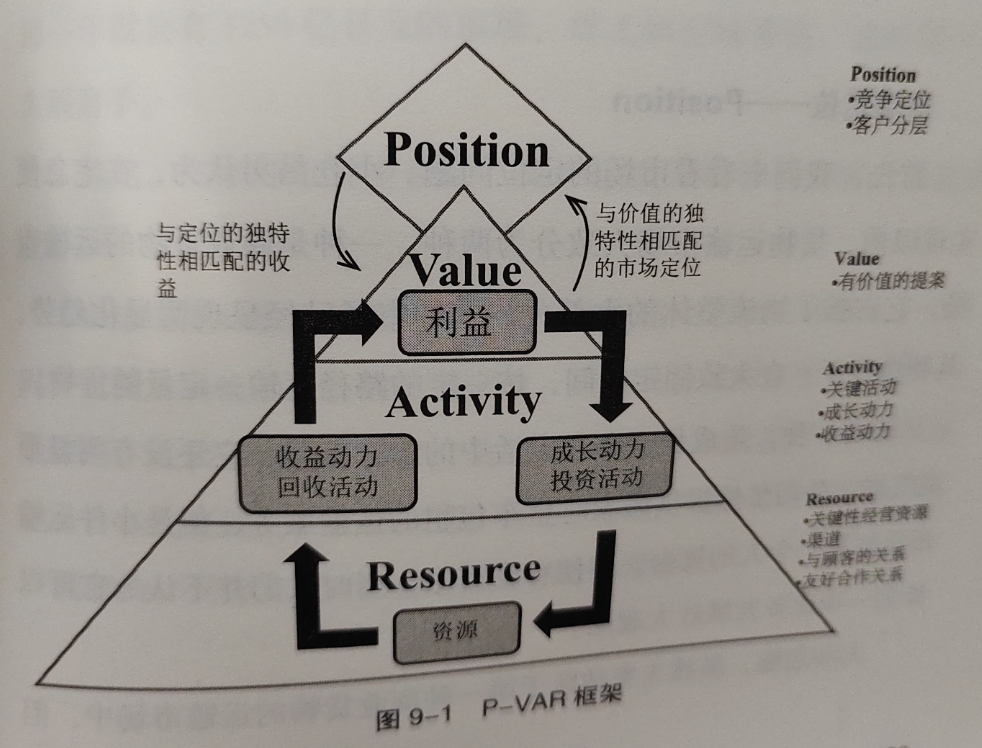 Position
与定位的独特
性相匹配的收
益
与价值的独
特性相匹配
的市场定位
Value
利益
Activity
收益动力
回收活动
成长动力
投资活动
Resource
资源
Position
•竞争定位
•客户分层
Value
•有价值的提案
Activity
•关键活动
•成长动力
•收益动力
Resource
•关键性经营资源
•渠道
•与顾客的关系
•友好合作关系
图 9-1 P-VAR 框架